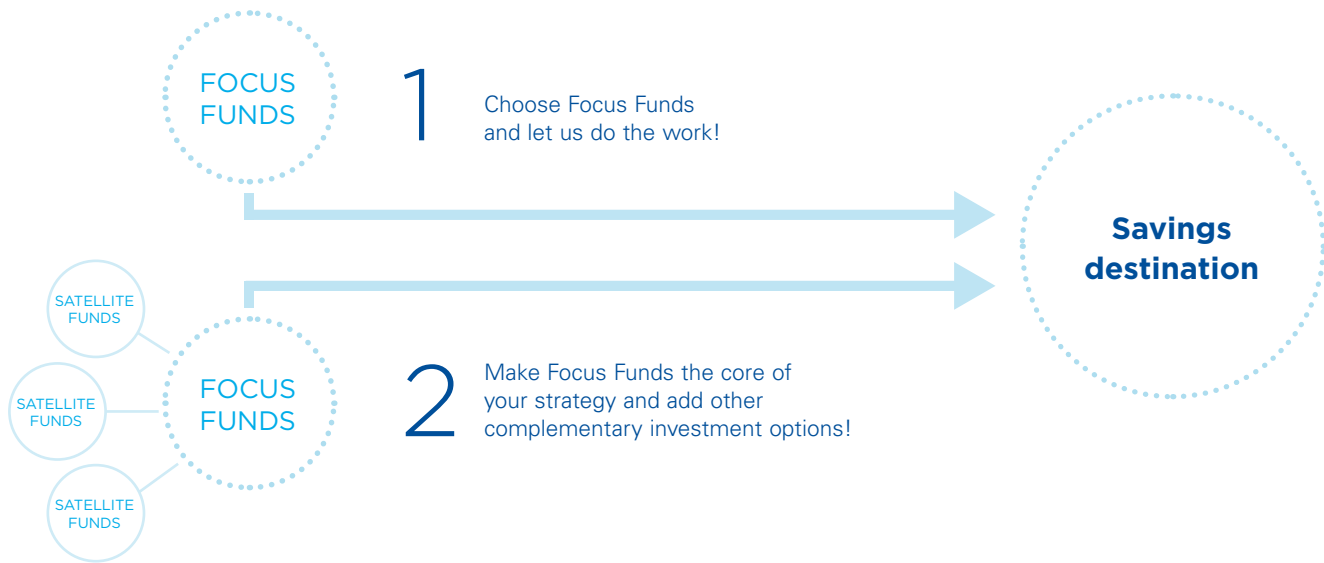 FOCUS
FUNDS
1
Choose Focus Funds
and let us do the work!
Savings
destination
SATELLITE
FUNDS
SATELLITE
FUNDS
SATELLITE
FUNDS
FOCUS
FUNDS
2
Make Focus Funds the core of
your strategy and add other
complementary investment options!